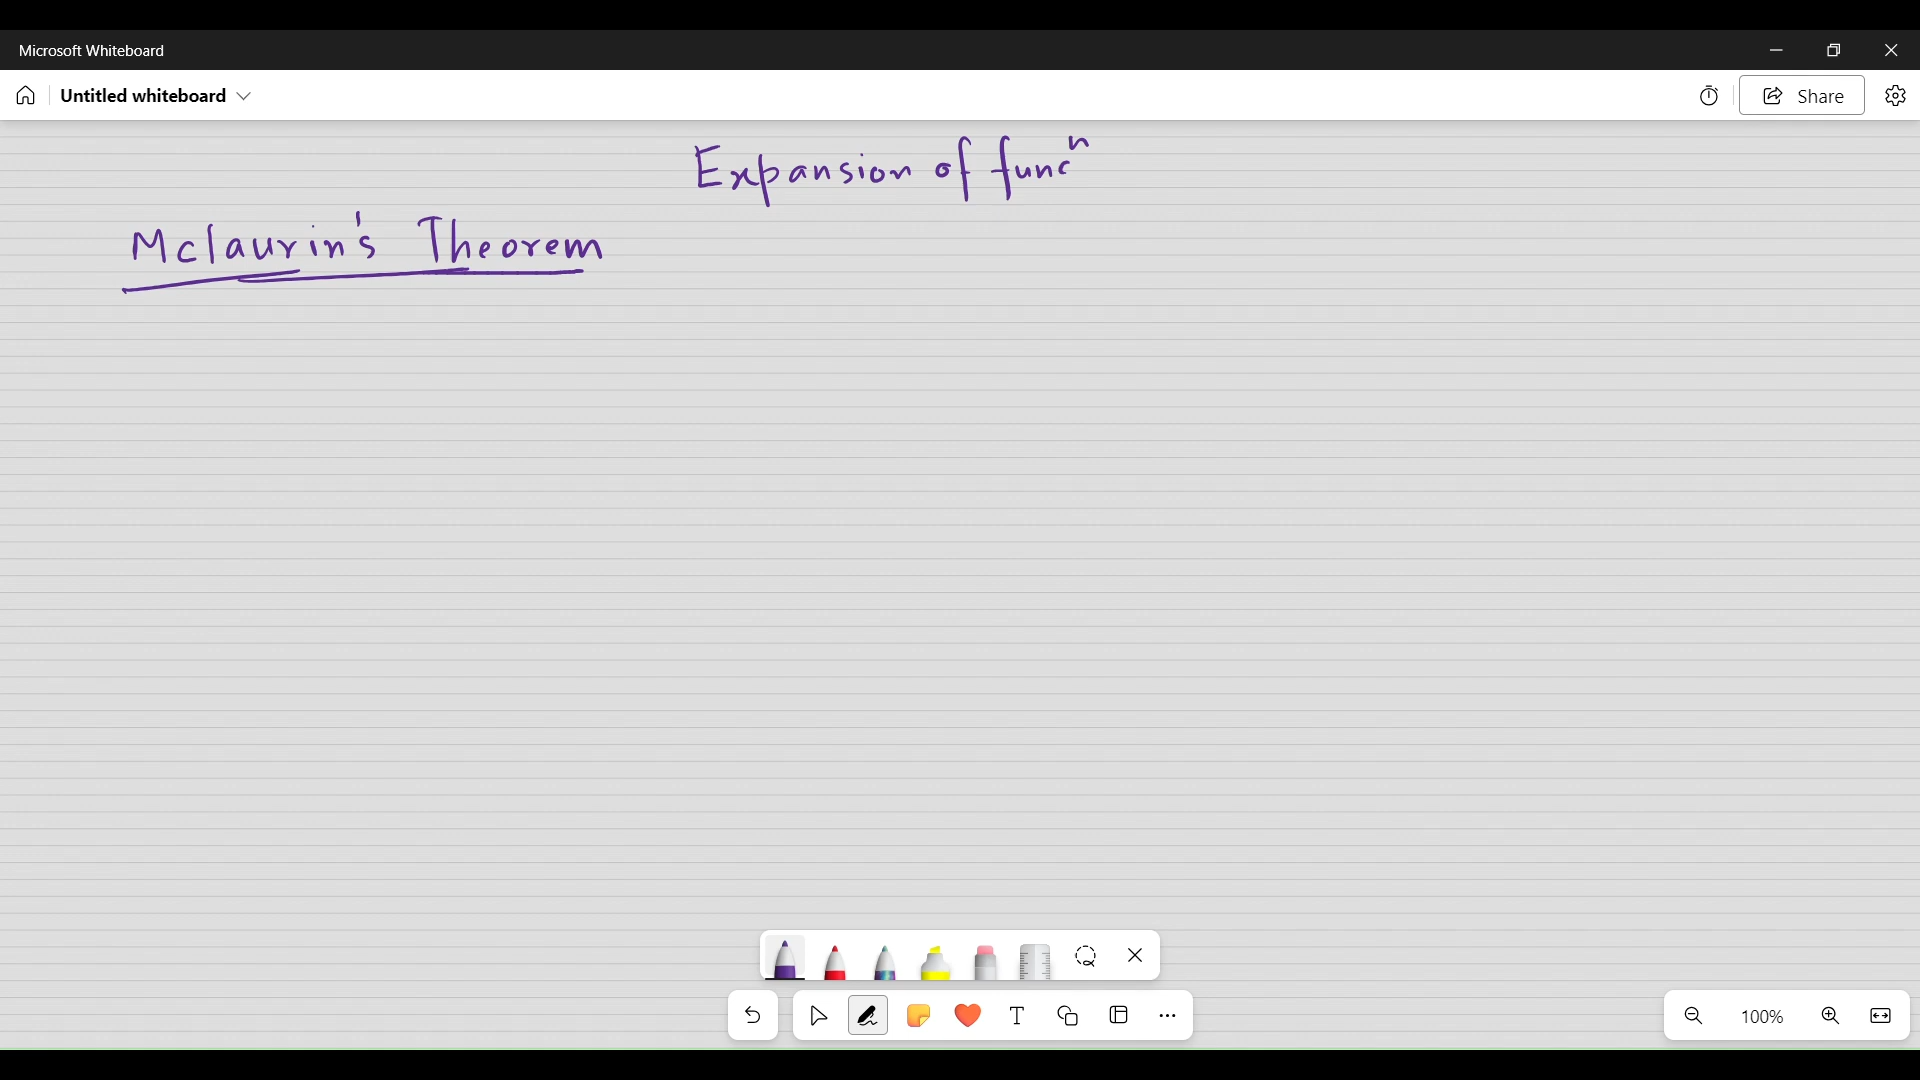 Microsoft Whiteboard
Untitled whiteboard
Share
Expansion of funcⁿ
Mclaurin's Theorem
100%